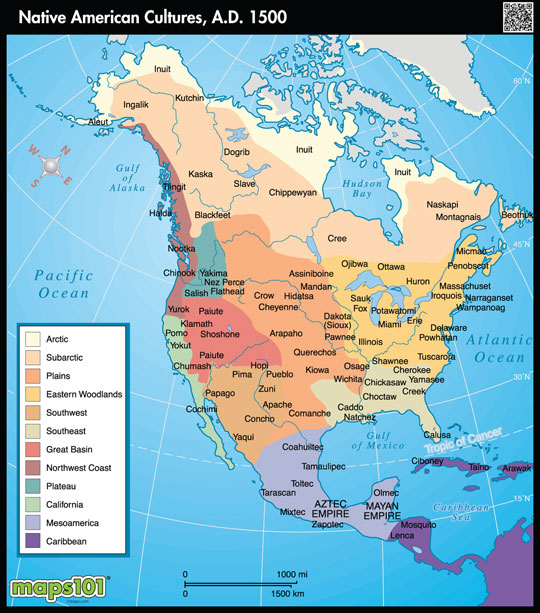 Native American Cultures, A.D. 1500
Inuit
Ingalik
Kutchin
Aleut
60°N
Dogrib
Inuit
Kaska
Slave
Inuit
Gulf
of
Alaska
Tlingit
Chippewyan
Hudson
Bay
Haida
Blackfeet
Naskapi
Montagnais
Beothuk
Cree
45°N
Nootka
Micmac
Pacific
Ocean
Chinook
Yakima
Nez Perce
Flathead
Salish
Assiniboine
Mandan
Hidatsa
Crow
Cheyenne
Ojibwa
Ottawa
Huron
Penobscot
Massachuset
Iroquois
Narraganset
Wampanoag
Sauk
Fox
Potawatomi
Miami
Erie
Dakota
(Sioux)
Pawnee
Illinois
Delaware
Powhatan
Atlantic
Ocean
Yurok
Klamath
Paiute
Pomo
Shoshone
Yokut
Paiute
Chumash
Arapaho
Querechos
Shawnee
Tuscarora
Hopi
Pima
Pueblo
Kiowa
Osage
Wichita
Cherokee
Chickasaw
Yamasee
Choctaw
Creek
30°N
Zuni
Papago
Apache
Cochimi
Concho
Comanche
Caddo
Natchez
Yaqui
Coahuiltec
Gulf
of Mexico
Calusa
Tropic of Cancer
Ciboney
Taino
Arawak
Tamaulipec
Toltec
Tarascan
Olmec
AZTEC
EMPIRE
MAYAN
EMPIRE
Mixtec
Zapotec
15°N
Caribbean
Sea
Mosquito
Lenca
N
E
S
W
Arctic
Subarctic
Plains
Eastern Woodlands
Southwest
Southeast
Great Basin
Northwest Coast
Plateau
California
Mesoamerica
Caribbean
maps101
maps101.com
0 1000 mi
0 1500 km